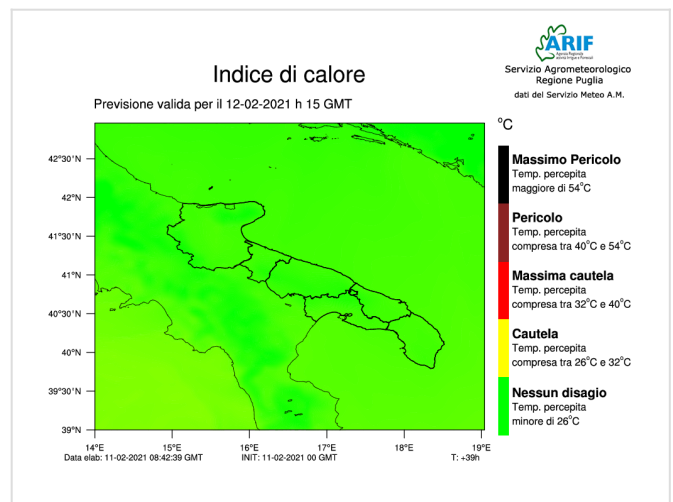 ARIF
Servizio Agrometeorologico
Regione Puglia
dati del Servizio Meteo A.M.
Indice di calore
Previsione valida per il 12-02-2021 h 15 GMT
°C
42°30'N
42°N
41°30'N
41°N
40°30'N
40°N
39°30'N
39°N
14°E 15°E 16°E 17°E 18°E 19°E
Data elab: 11-02-2021 08:42:39 GMT INIT: 11-02-2021 00 GMT T: +39h
Massimo Pericolo
Temp. percepita
maggiore di 54°C
Pericolo
Temp. percepita
compresa tra 40°C e 54°C
Massima cautela
Temp. percepita
compresa tra 32°C e 40°C
Cautela
Temp. percepita
compresa tra 26°C e 32°C
Nessun disagio
Temp. percepita
minore di 26°C